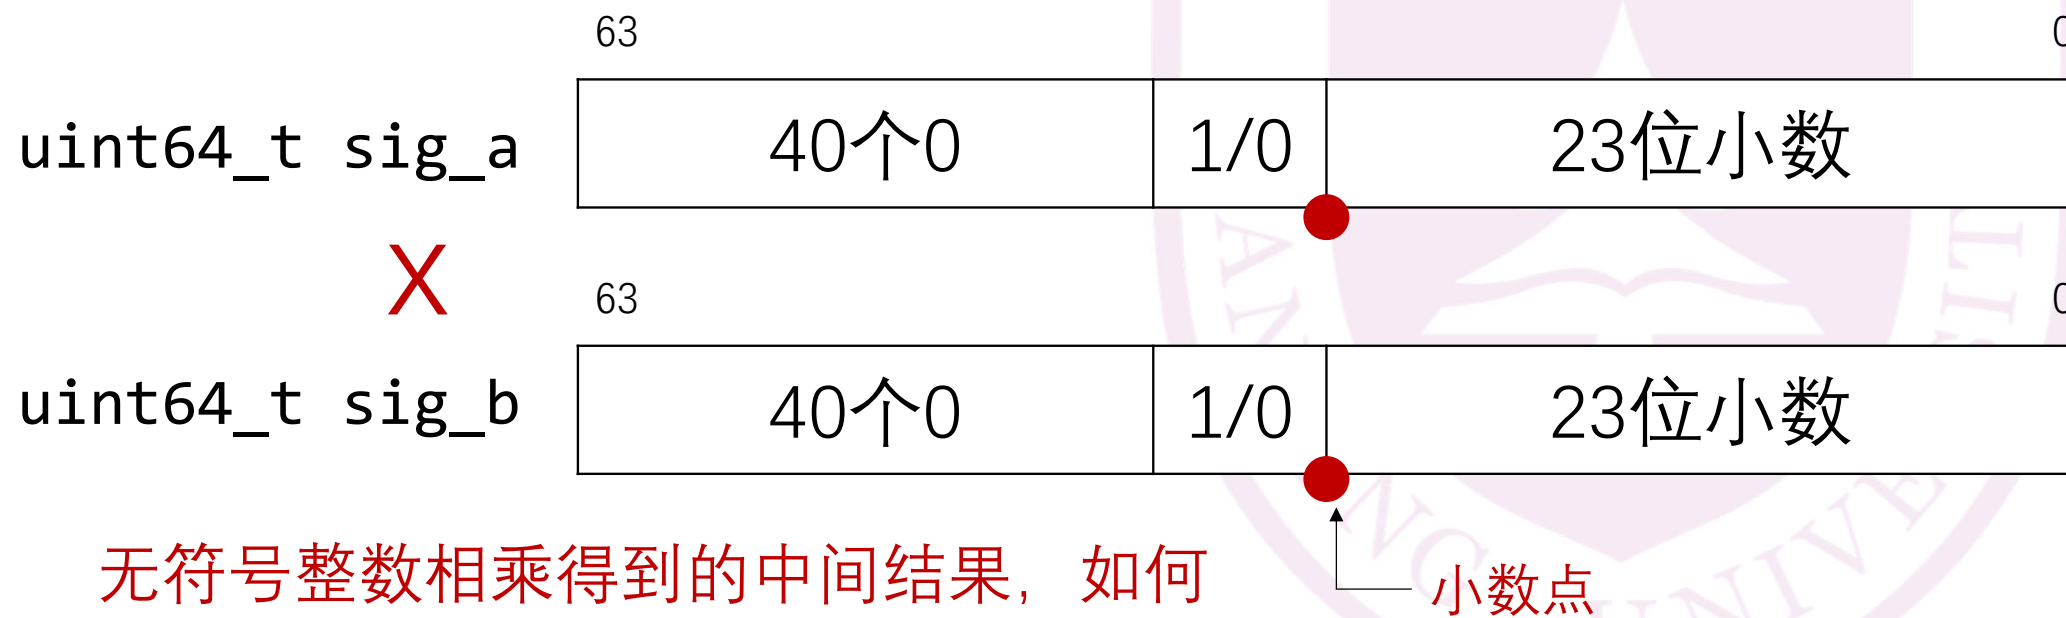 63 0
uint64_t sig_a 40个0 1/0 23位小数
X
63 0
uint64_t sig_b 40个0 1/0 23位小数
无符号整数相乘得到的中间结果，如何
小数点